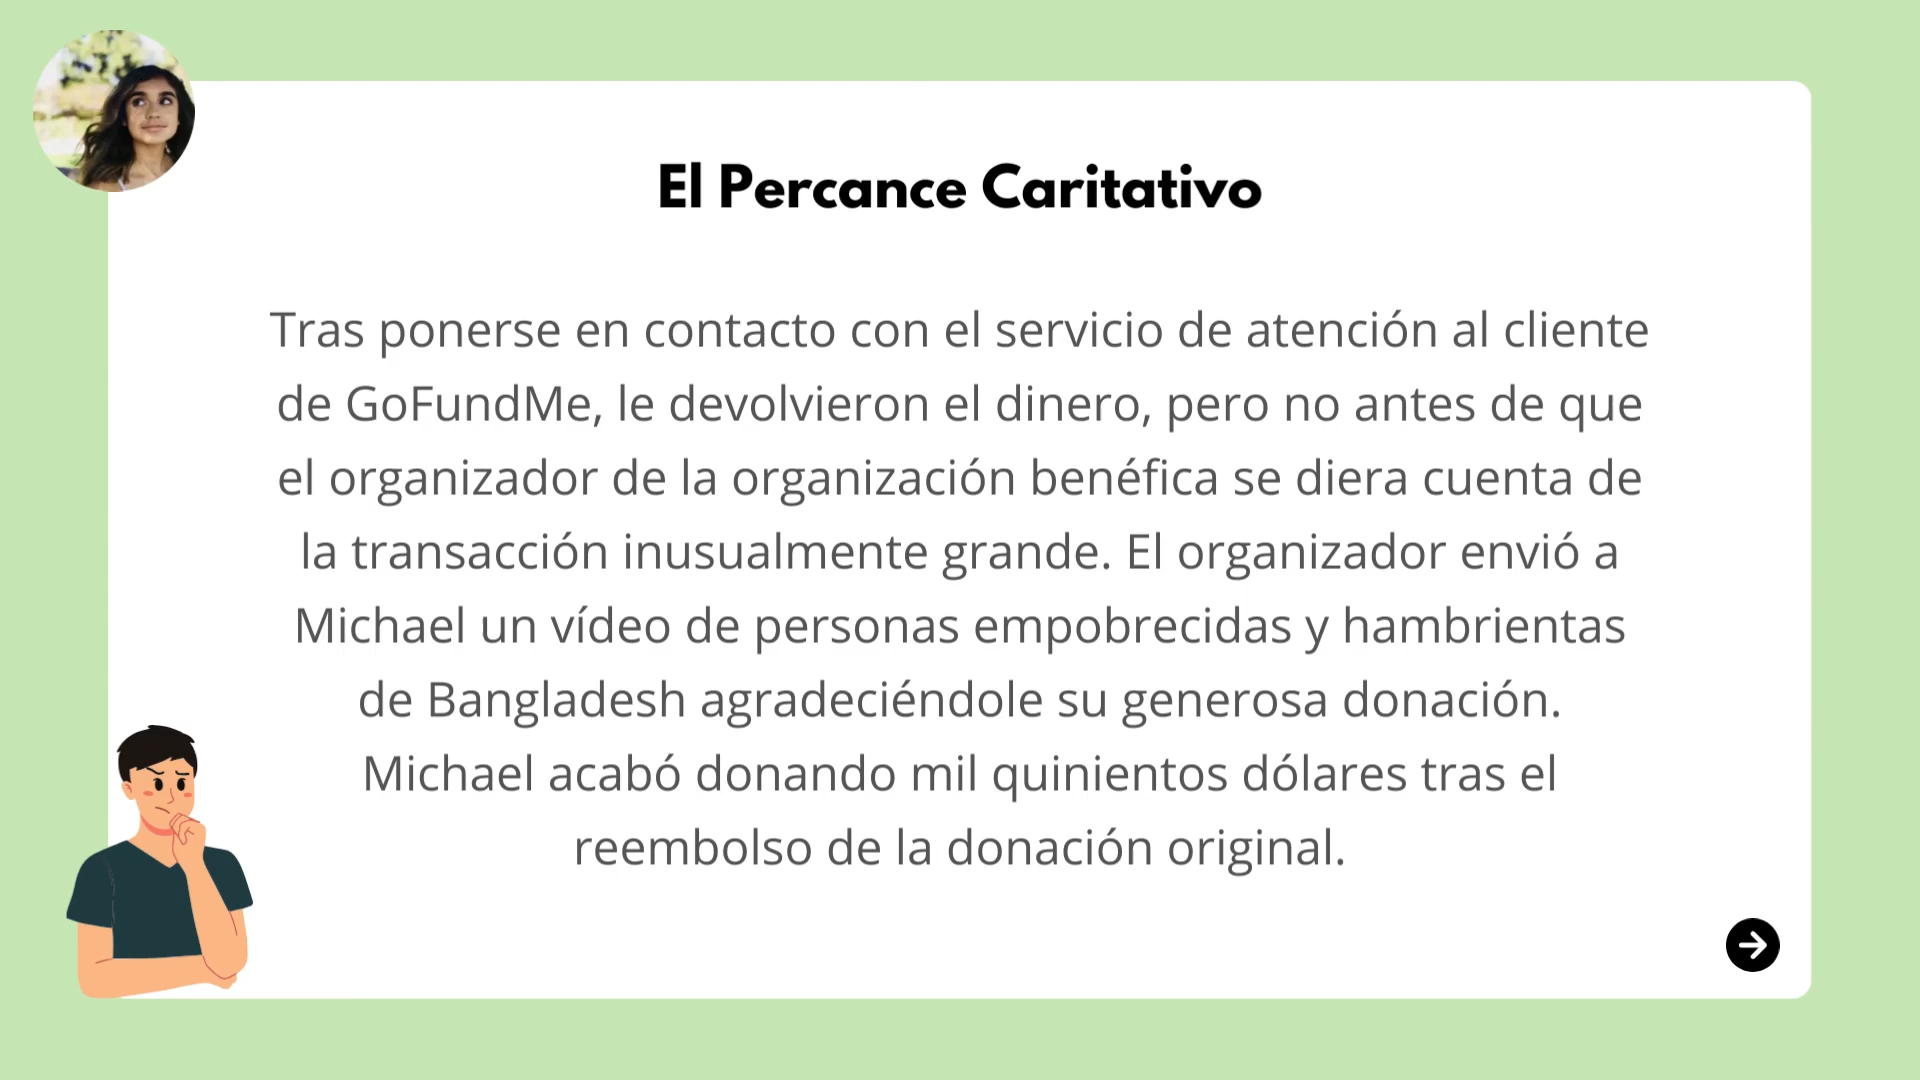 El Percance Caritativo
Tras ponerse en contacto con el servicio de atención al cliente
de GoFundMe, le devolvieron el dinero, pero no antes de que
el organizador de la organización benéfica se diera cuenta de
la transacción inusualmente grande. El organizador envió a
Michael un vídeo de personas empobrecidas y hambrientas
de Bangladesh agradeciéndole su generosa donación.
Michael acabó donando mil quinientos dólares tras el
reembolso de la donación original.